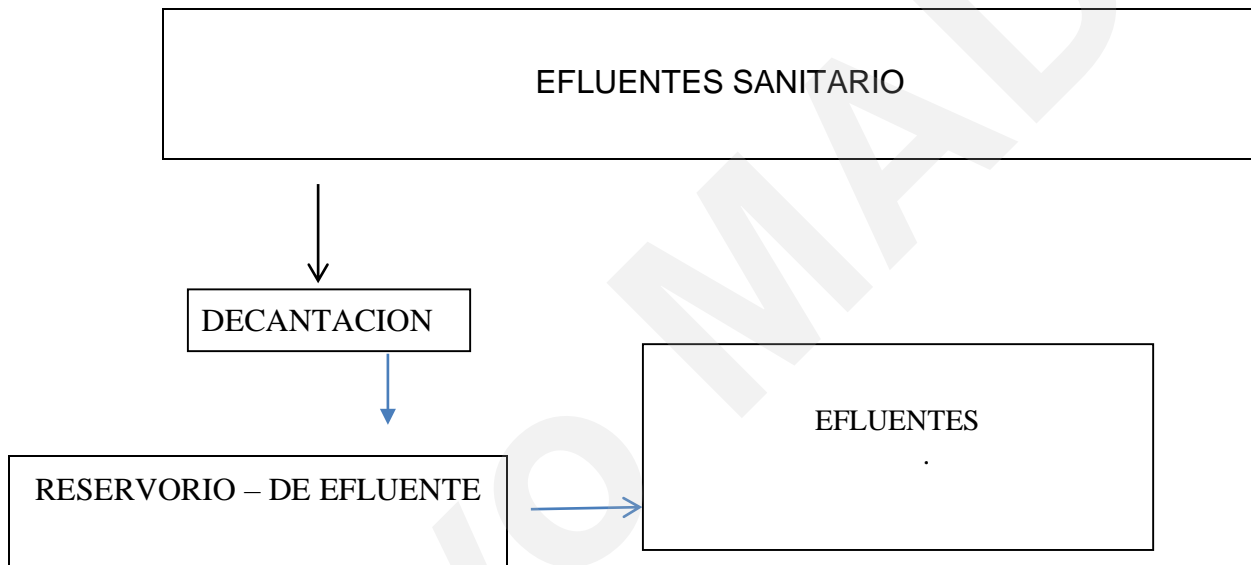 EFLUENTES SANITARIO
DECANTACION
EFLUENTES
.
RESERVORIO – DE EFLUENTE